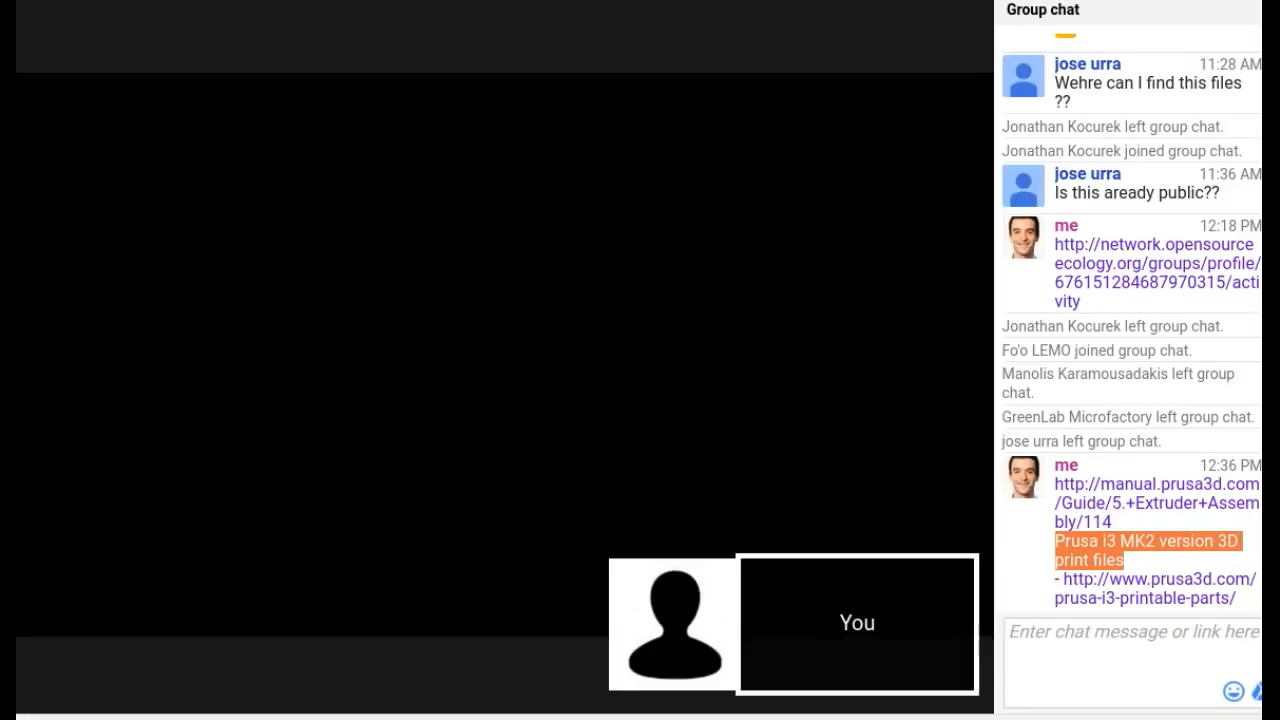 Group chat
jose urra 11:28 AM
Wehre can I find this files
??
Jonathan Kocurek left group chat.
Jonathan Kocurek joined group chat.
jose urra 11:36 AM
Is this aready public??
me 12:18 PM
http://network.opensource
ecology.org/groups/profile/
676151284687970315/acti
vity
Jonathan Kocurek left group chat.
Fo'o LEMO joined group chat.
Manolis Karamousadakis left group
chat.
GreenLab Microfactory left group chat.
jose urra left group chat.
me 12:36 PM
http://manual.prusa3d.com
/Guide/5.+Extruder+Assem
bly/114
Prusa i3 MK2 version 3D
print files
- http://www.prusa3d.com/
prusa-i3-printable-parts/
You
Enter chat message or link here